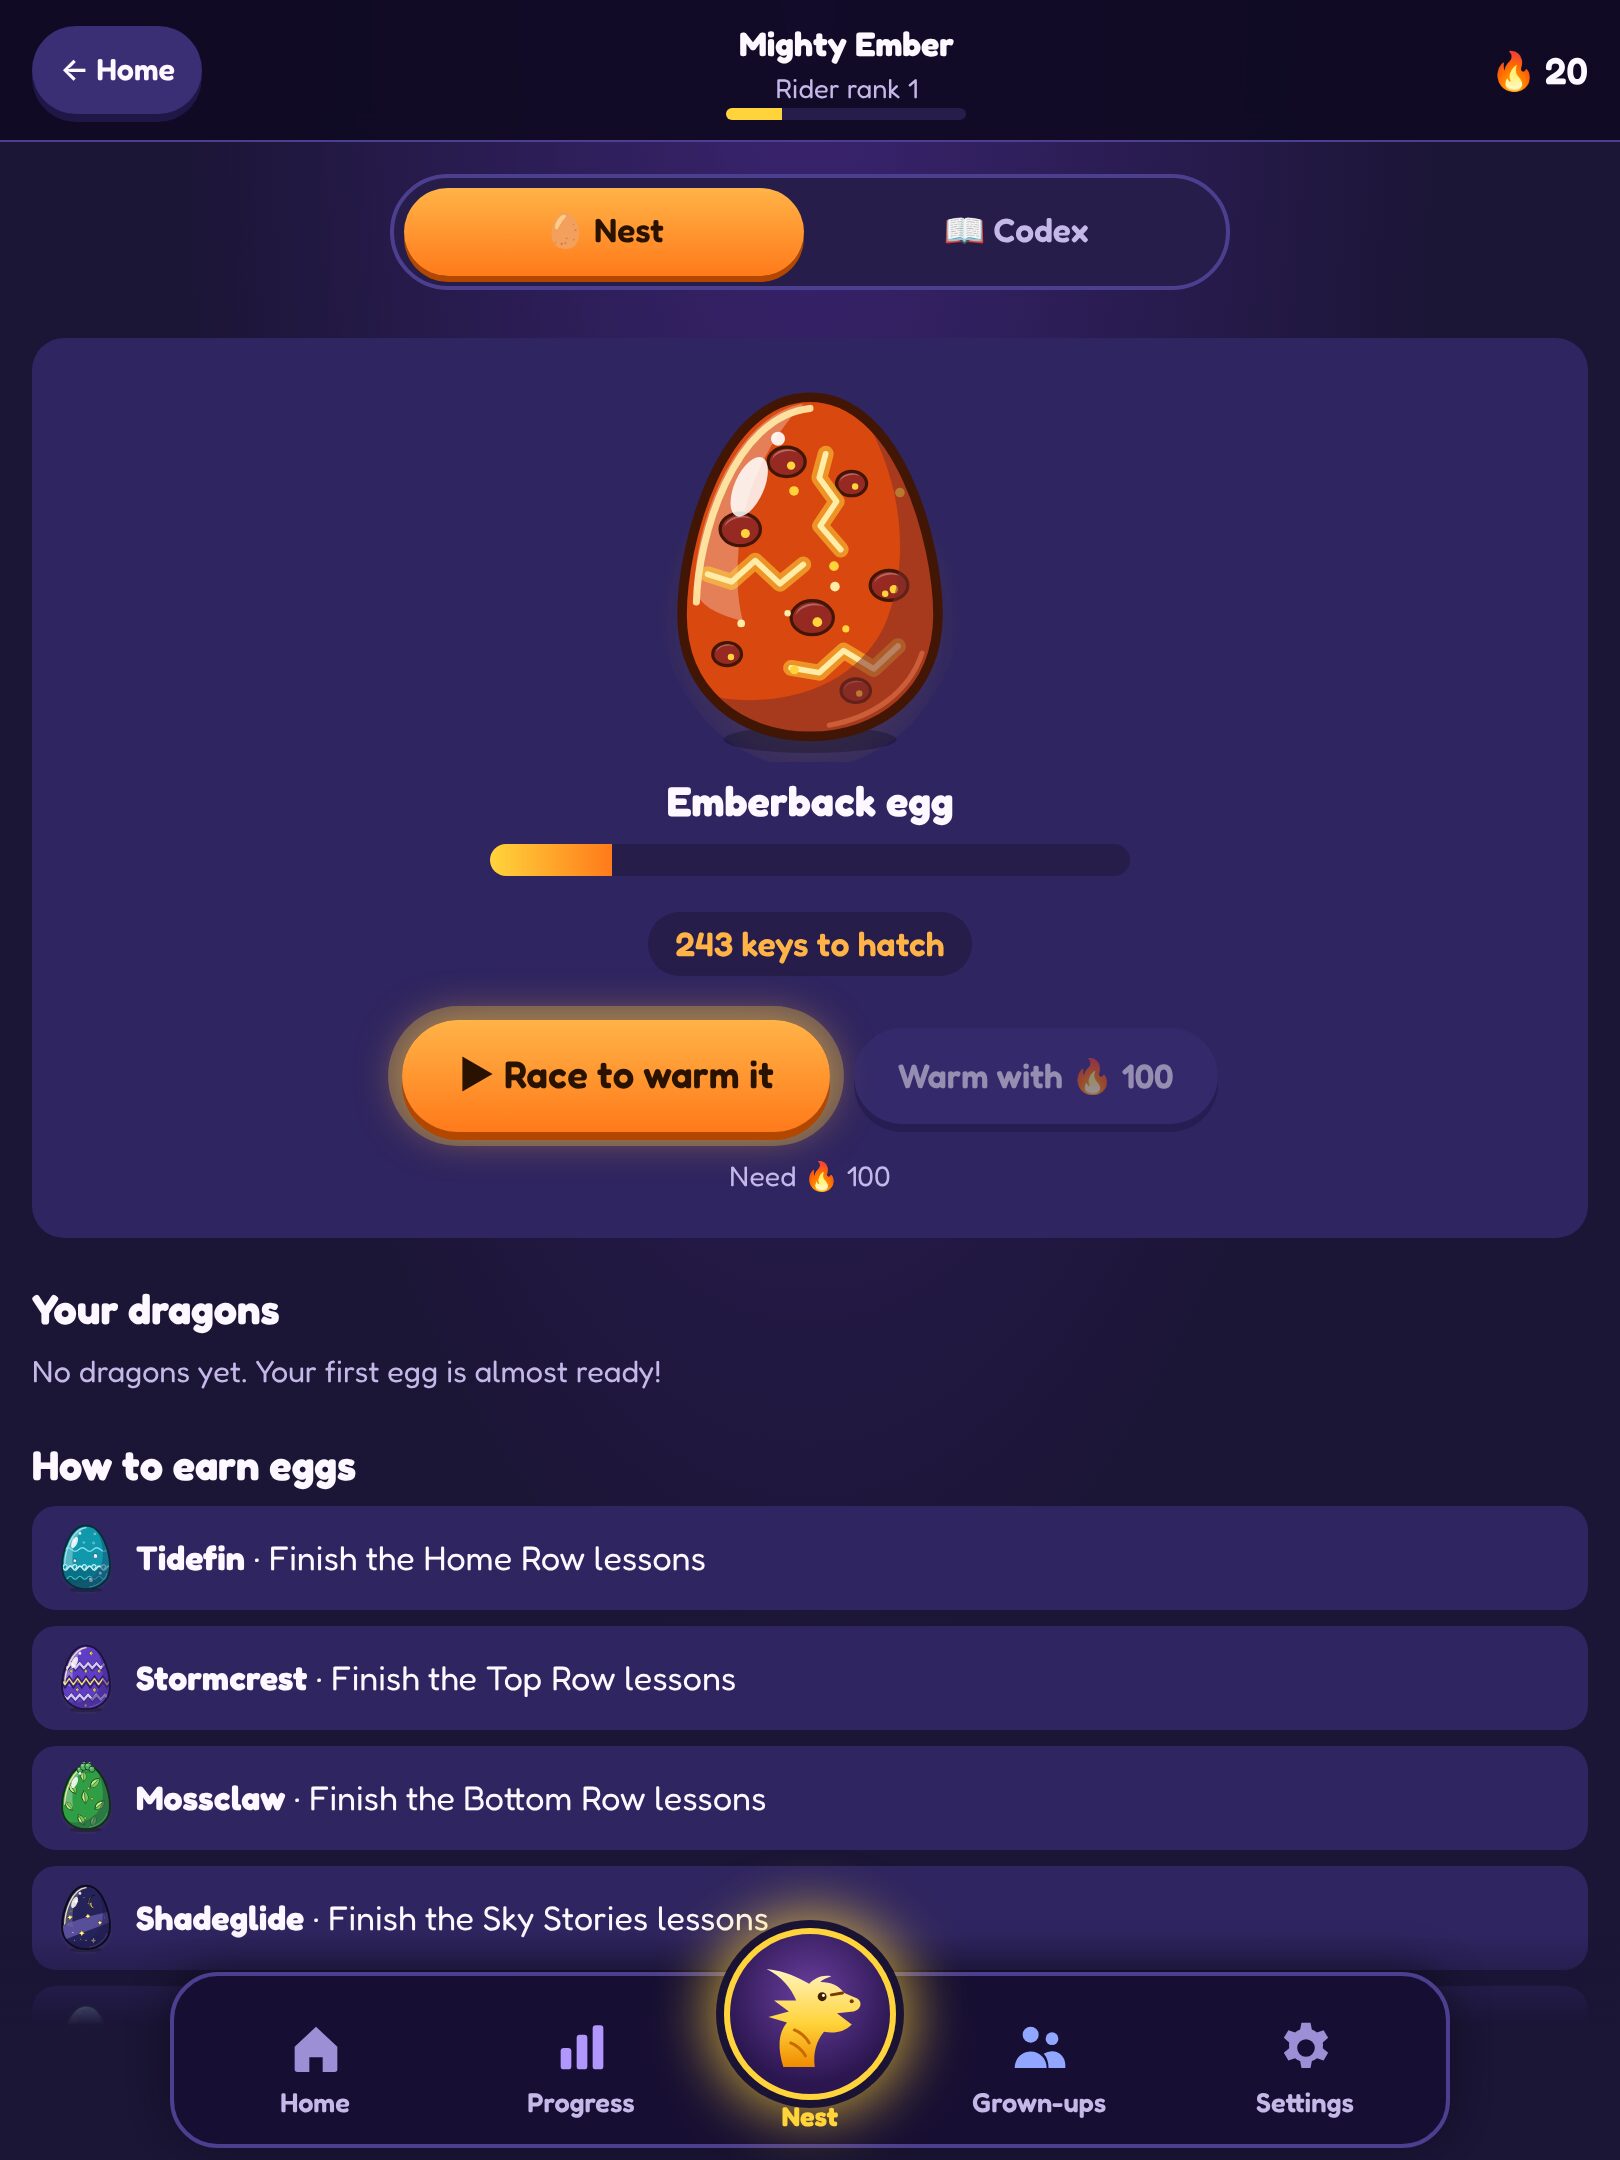 ← Home
Mighty Ember
Rider rank 1
🔥 20
🥚 Nest
📖 Codex
Emberback egg
243 keys to hatch
▶ Race to warm it
Warm with 🔥 100
Need 🔥 100
Your dragons
No dragons yet. Your first egg is almost ready!
How to earn eggs
Tidefin · Finish the Home Row lessons
Stormcrest · Finish the Top Row lessons
Mossclaw · Finish the Bottom Row lessons
Shadeglide · Finish the Sky Stories lessons
Home
Progress
Nest
Grown-ups
Settings